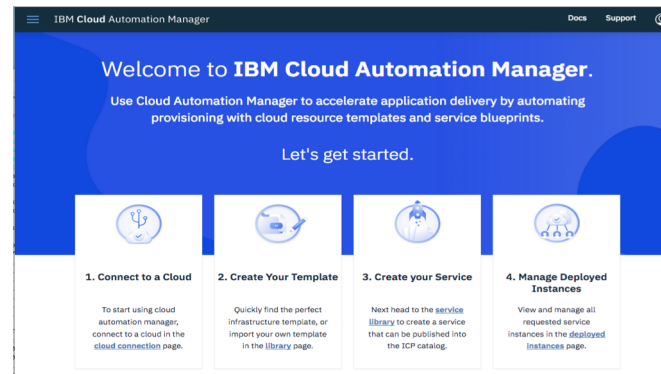 IBM Cloud Automation Manager
Docs Support
Welcome to IBM Cloud Automation Manager.
Use Cloud Automation Manager to accelerate application delivery by automating
provisioning with cloud resource templates and service blueprints.
Let's get started.
1. Connect to a Cloud
To start using cloud
automation manager,
connect to a cloud in the
cloud connection page.
2. Create Your Template
Quickly find the perfect
infrastructure template, or
import your own template
in the library page.
3. Create your Service
Next head to the service
library to create a service
that can be published into
the ICP catalog.
4. Manage Deployed
Instances
View and manage all
requested service
instances in the deployed
instances page.